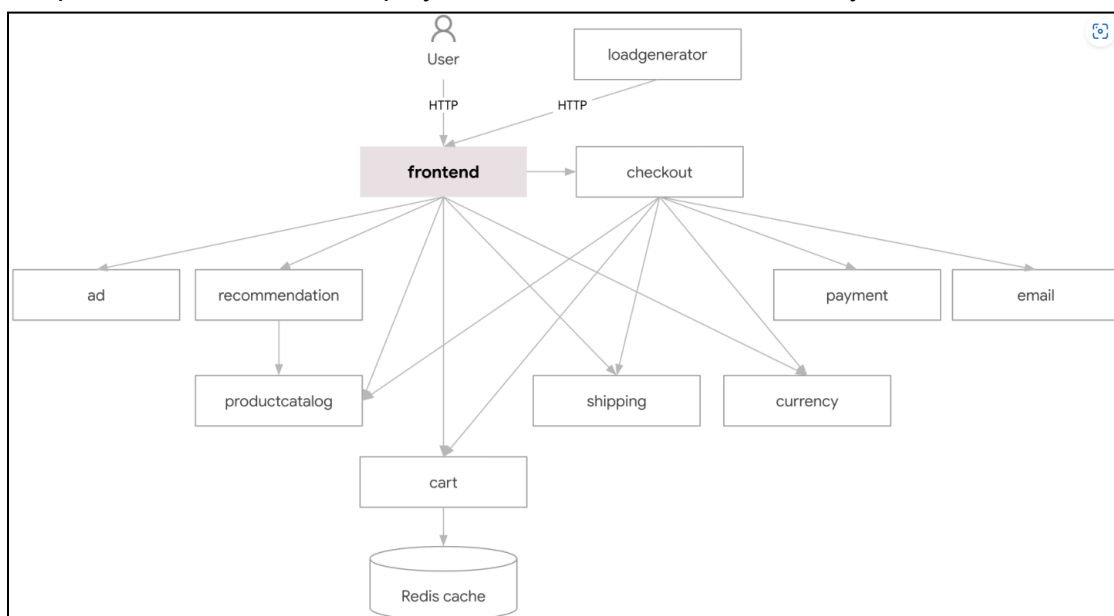 User
loadgenerator
HTTP
HTTP
frontend
checkout
ad
recommendation
payment
email
productcatalog
shipping
currency
cart
Redis cache